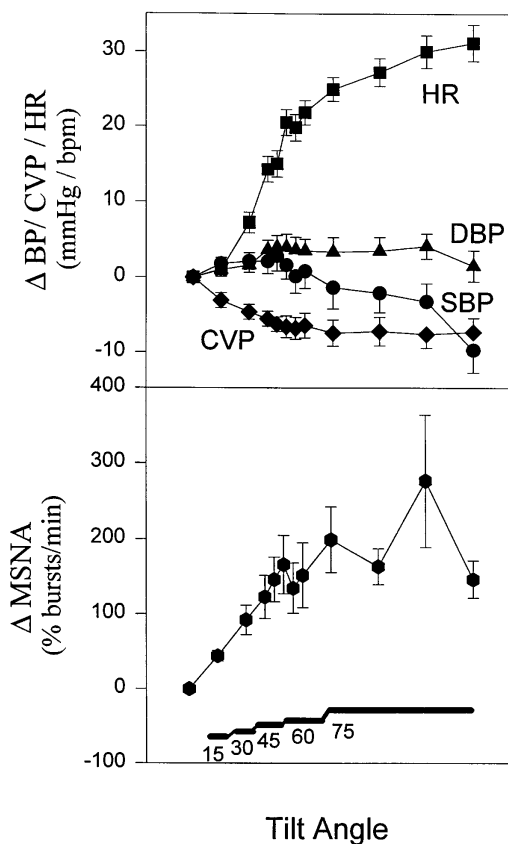 30
20
10
0
-10
Δ BP/ CVP / HR
(mmHg / bpm)
HR
DBP
SBP
CVP
400
300
200
100
0
-100
Δ MSNA
(% bursts/min)
15 30 45 60 75
Tilt Angle